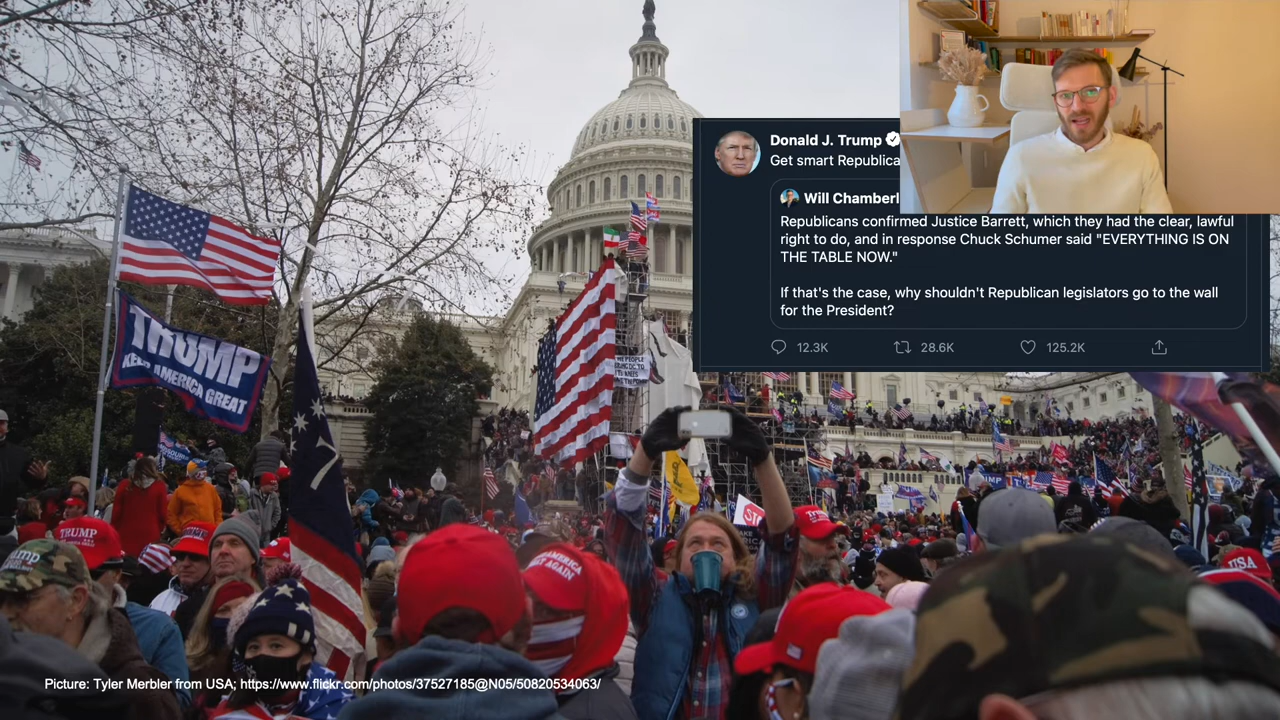 Donald J. Trump
Get smart Republica
Will Chamberl
Republicans confirmed Justice Barrett, which they had the clear, lawful
right to do, and in response Chuck Schumer said "EVERYTHING IS ON
THE TABLE NOW."
If that's the case, why shouldn't Republican legislators go to the wall
for the President?
12.3K 28.6K 125.2K
TRUMP
KEEP AMERICA GREAT
TRUMP
USA
Picture: Tyler Merbler from USA; https://www.flickr.com/photos/37527185@N05/50820534063/